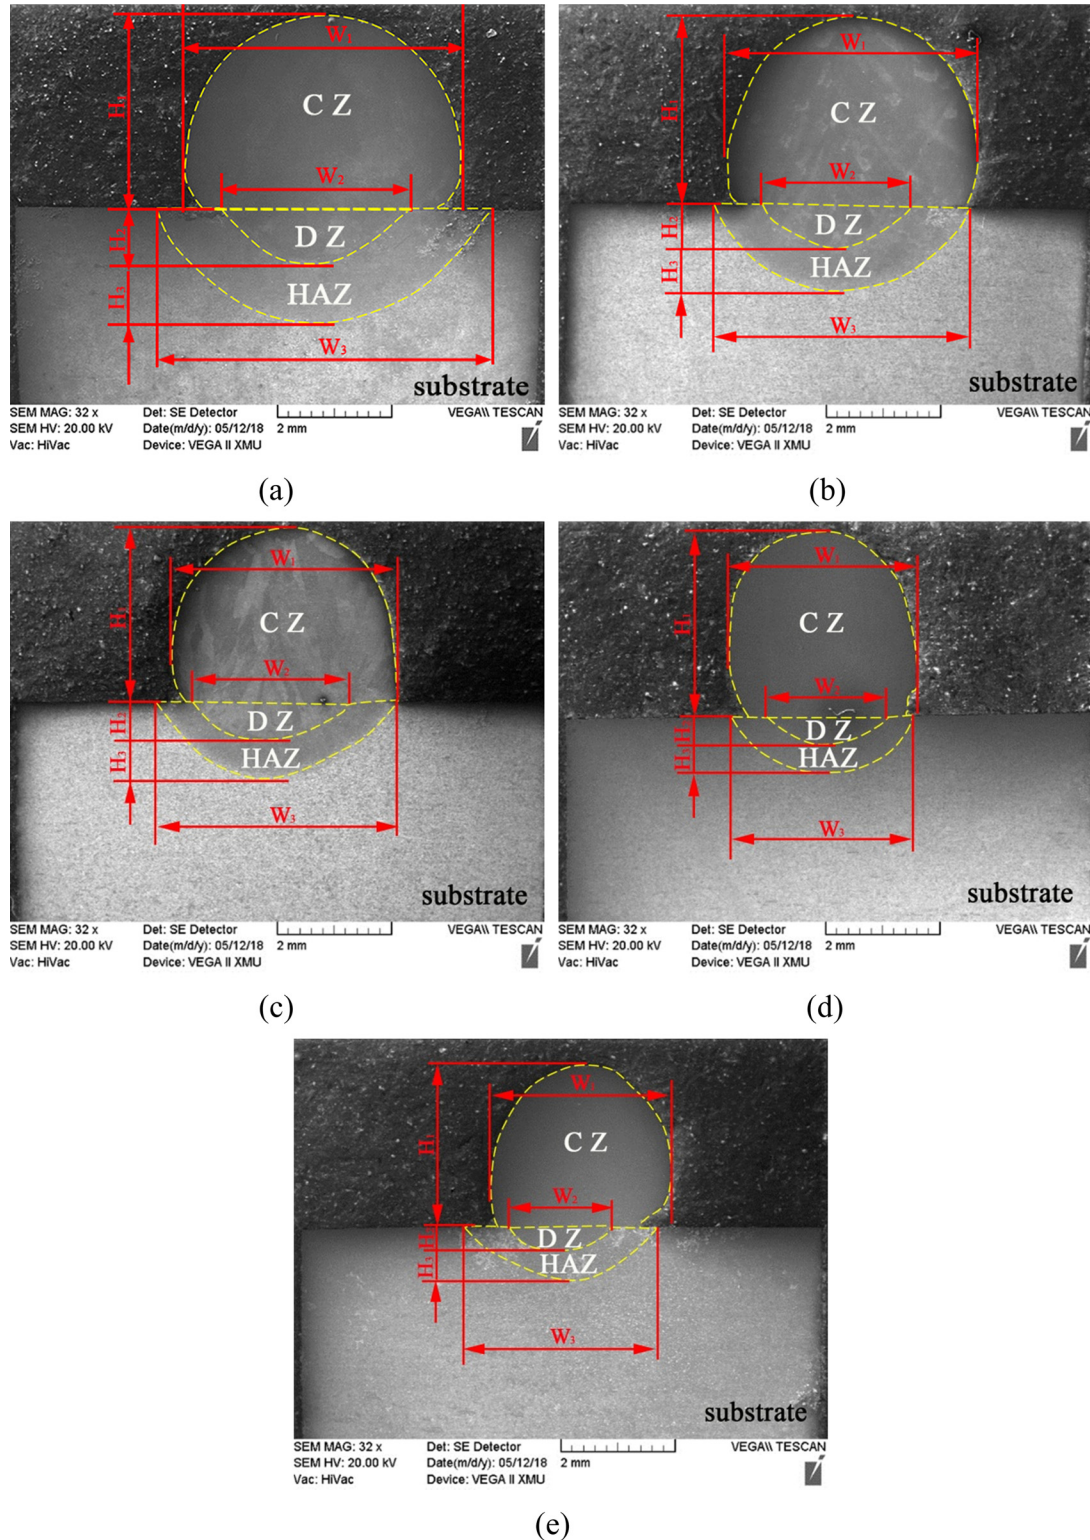 W₁
H₁
C Z
W₂
H₂
D Z
H₃
HAZ
W₃
substrate
SEM MAG: 32 x Det: SE Detector 2 mm VEGA\\ TESCAN
SEM HV: 20.00 kV Date(m/d/y): 05/12/18
Vac: HiVac Device: VEGA II XMU
(a)
W₁
H₁
C Z
W₂
H₂
D Z
H₃
HAZ
W₃
substrate
SEM MAG: 32 x Det: SE Detector VEGA\\ TESCAN
SEM HV: 20.00 kV Date(m/d/y): 05/12/18 2 mm
Vac: HiVac Device: VEGA II XMU
(b)
W₁
H₁
C Z
W₂
H₂
D Z
H₃
HAZ
W₃
substrate
SEM MAG: 32 x Det: SE Detector VEGA\\ TESCAN
SEM HV: 20.00 kV Date(m/d/y): 05/12/18 2 mm
Vac: HiVac Device: VEGA II XMU
(c)
W₁
H₁
C Z
W₂
H₂
D Z
H₃
HAZ
W₃
substrate
SEM MAG: 32 x Det: SE Detector VEGA\\ TESCAN
SEM HV: 20.00 kV Date(m/d/y): 05/12/18 2 mm
Vac: HiVac Device: VEGA II XMU
(d)
W₁
H₁
C Z
W₂
H₂
D Z
H₃
HAZ
W₃
substrate
SEM MAG: 32 x Det: SE Detector VEGA\\ TESCAN
SEM HV: 20.00 kV Date(m/d/y): 05/12/18 2 mm
Vac: HiVac Device: VEGA II XMU
(e)